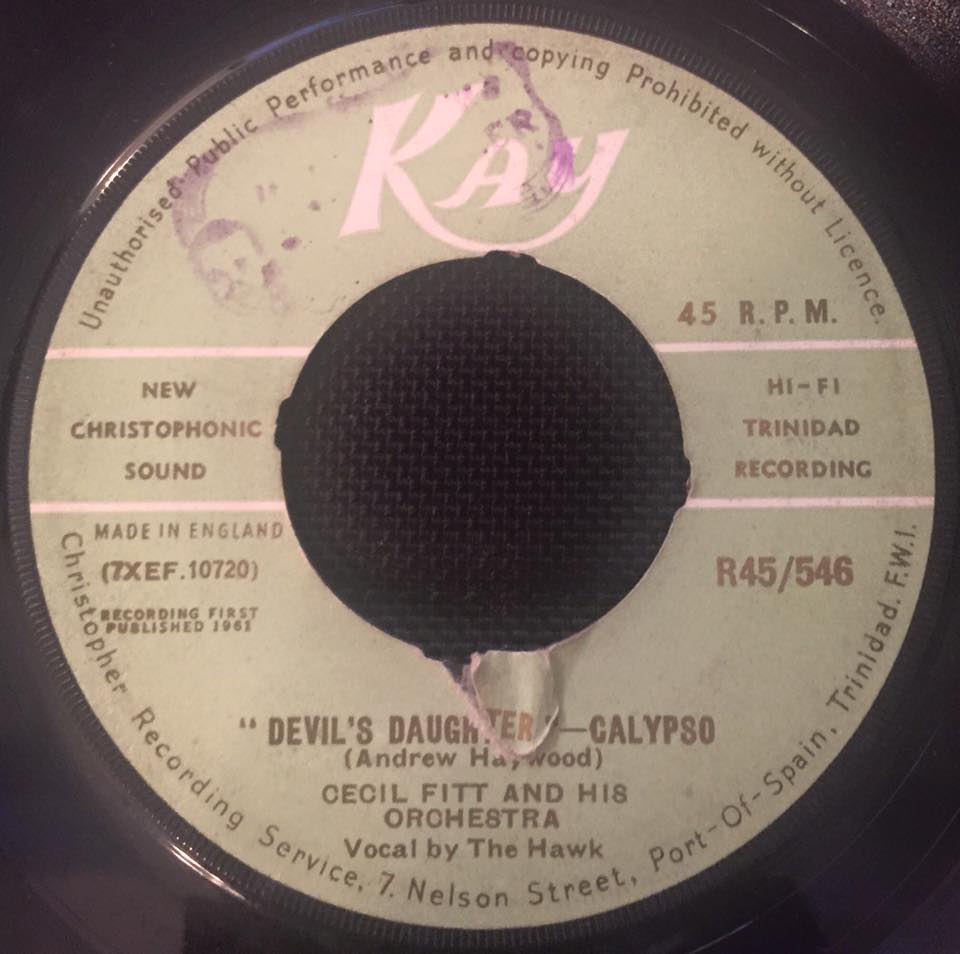 Unauthorised Public Performance and copying Prohibited without Licence.
Kay
45 R.P.M.
NEW
CHRISTOPHONIC
SOUND
HI-FI
TRINIDAD
RECORDING
MADE IN ENGLAND
(7XEF.10720)
RECORDING FIRST
PUBLISHED 1961
R45/546
" DEVIL'S DAUGHTER "—CALYPSO
(Andrew Haywood)
CECIL FITT AND HIS
ORCHESTRA
Vocal by The Hawk
Christopher Recording Service, 7. Nelson Street, Port-Of-Spain, Trinidad. F.W.I.